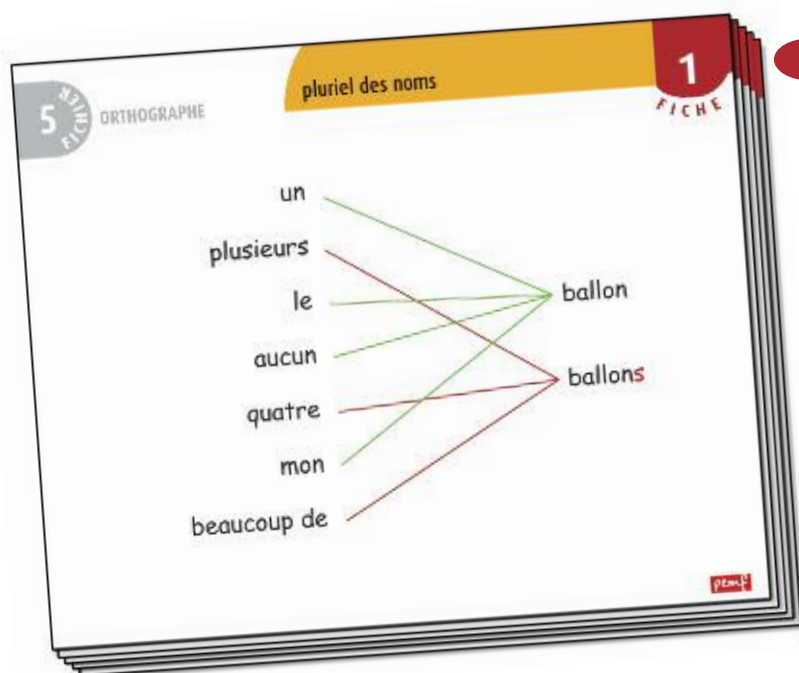 5
FICHIER
ORTHOGRAPHE
pluriel des noms
1
FICHE
un
plusieurs
le
aucun
quatre
mon
beaucoup de
ballon
ballons
pemf